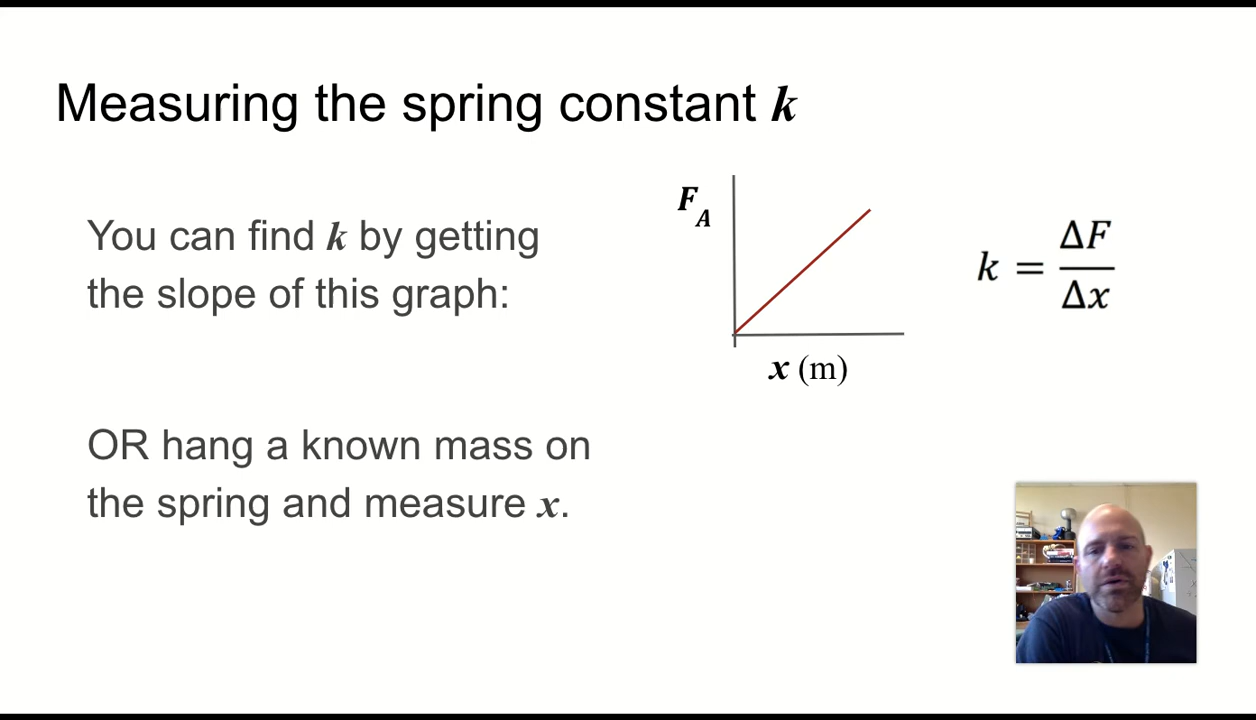 Measuring the spring constant k
You can find k by getting
the slope of this graph:
F_A
x (m)
k = ΔF/Δx
OR hang a known mass on
the spring and measure x.